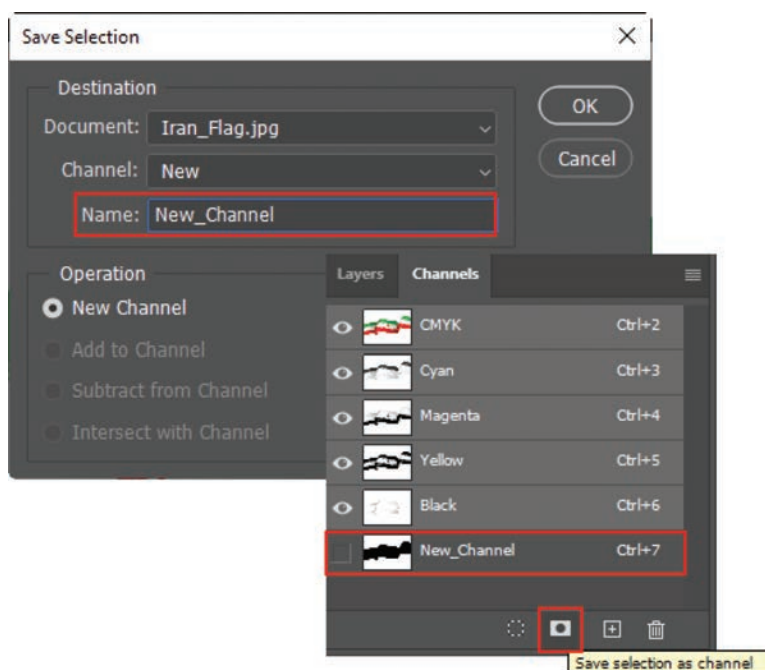 Save Selection
Destination
Document: Iran_Flag.jpg
Channel: New
Name: New_Channel
OK
Cancel
Operation
New Channel
Add to Channel
Subtract from Channel
Intersect with Channel
Layers Channels
CMYK Ctrl+2
Cyan Ctrl+3
Magenta Ctrl+4
Yellow Ctrl+5
Black Ctrl+6
New_Channel Ctrl+7
Save selection as channel